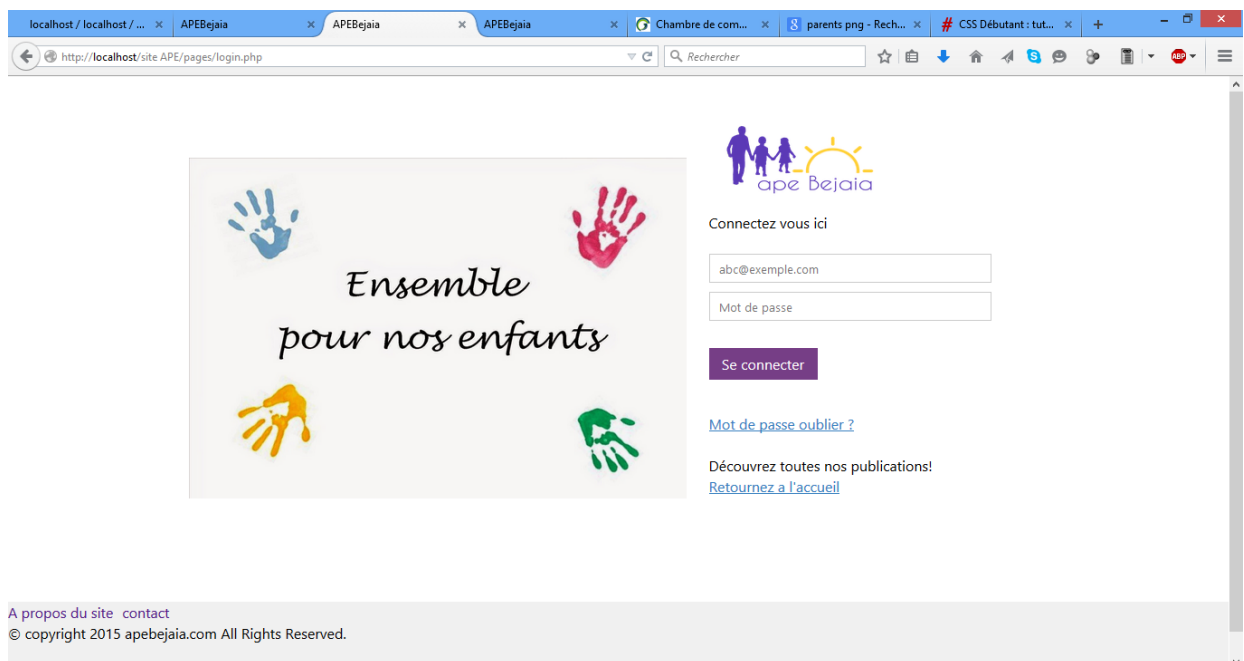 localhost / localhost / ...
APEBejaia
APEBejaia
APEBejaia
Chambre de com...
8 parents png - Rech...
# CSS Débutant : tut...
http://localhost/site APE/pages/login.php
Rechercher
ABP
ape Bejaia
Connectez vous ici
abc@exemple.com
Mot de passe
Ensemble
pour nos enfants
Se connecter
Mot de passe oublier ?
Découvrez toutes nos publications!
Retournez a l'accueil
A propos du site contact
© copyright 2015 apebejaia.com All Rights Reserved.